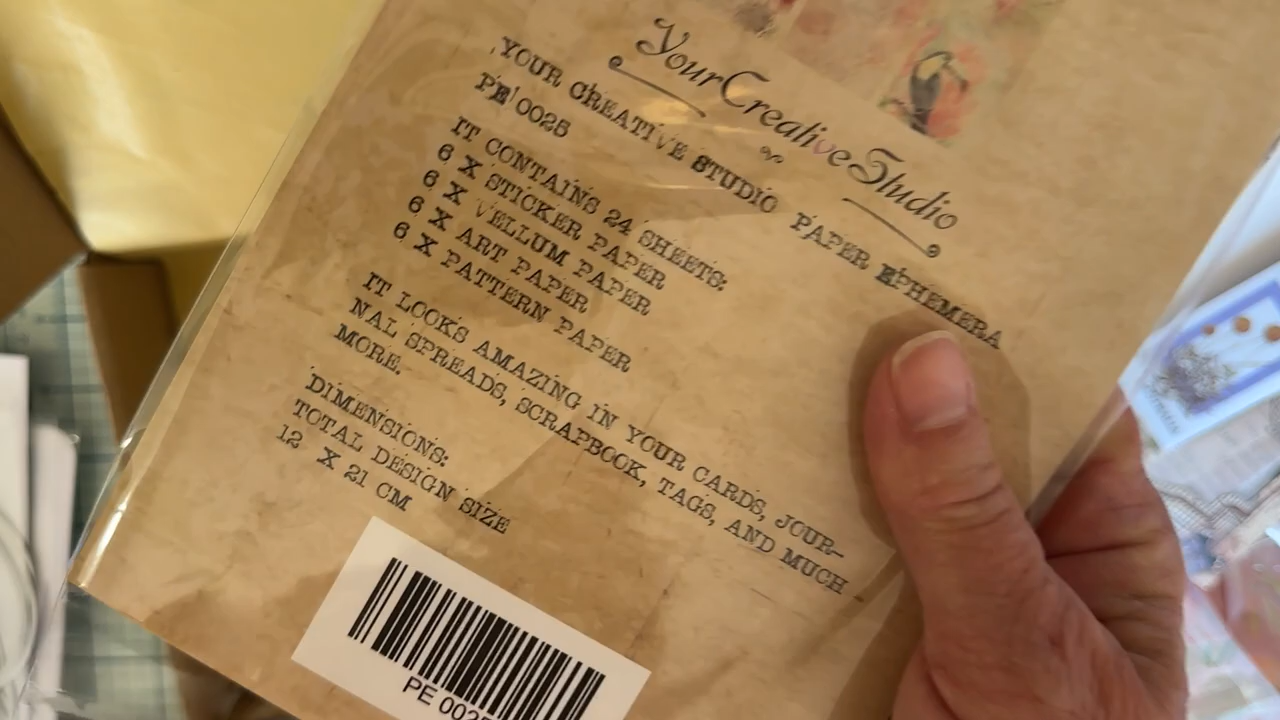 YourCreativeStudio
YOUR CREATIVE STUDIO PAPER EPHEMERA
PE 0025
IT CONTAINS 24 SHEETS:
6 X STICKER PAPER
6 X VELLUM PAPER
6 X ART PAPER
6 X PATTERN PAPER
IT LOOKS AMAZING IN YOUR CARDS, JOUR-
NAL SPREADS, SCRAPBOOK, TAGS, AND MUCH
MORE.
DIMENSIONS:
TOTAL DESIGN SIZE
12 X 21 CM
PE 0025